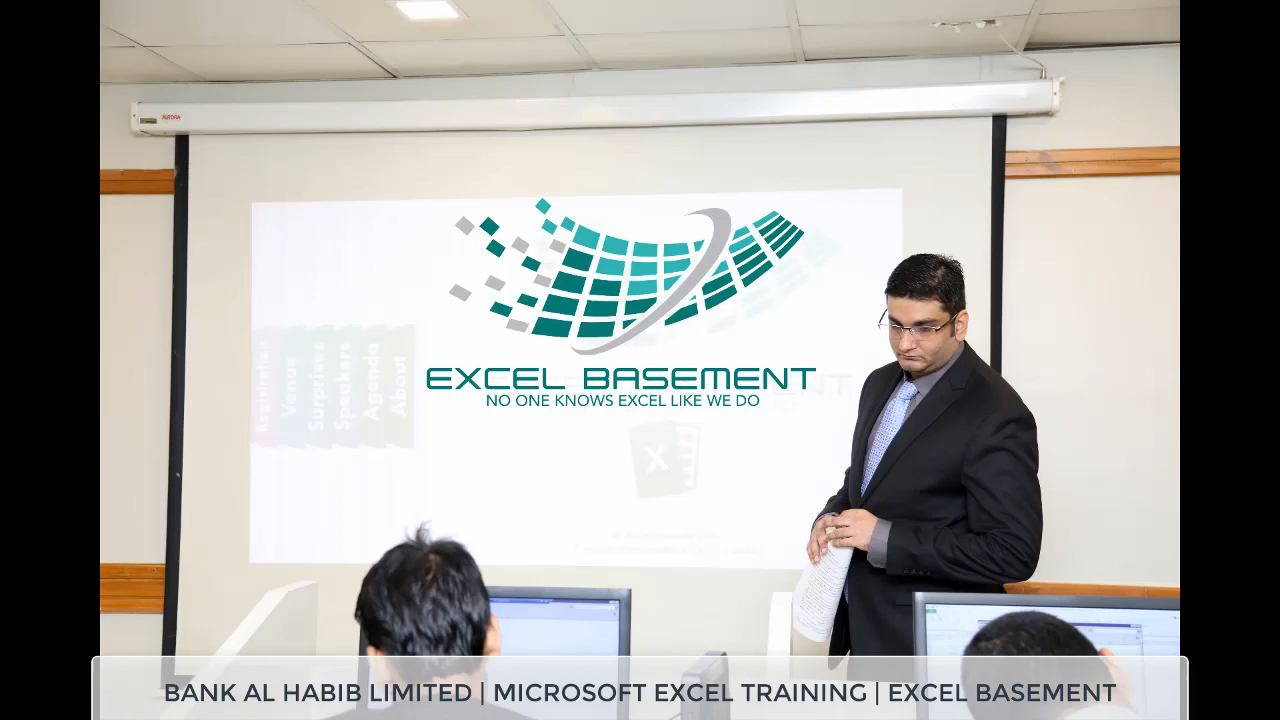 AURORA
EXCEL BASEMENT
NO ONE KNOWS EXCEL LIKE WE DO
Venue
Surprises
Speakers
Agenda
About
BANK AL HABIB LIMITED | MICROSOFT EXCEL TRAINING | EXCEL BASEMENT